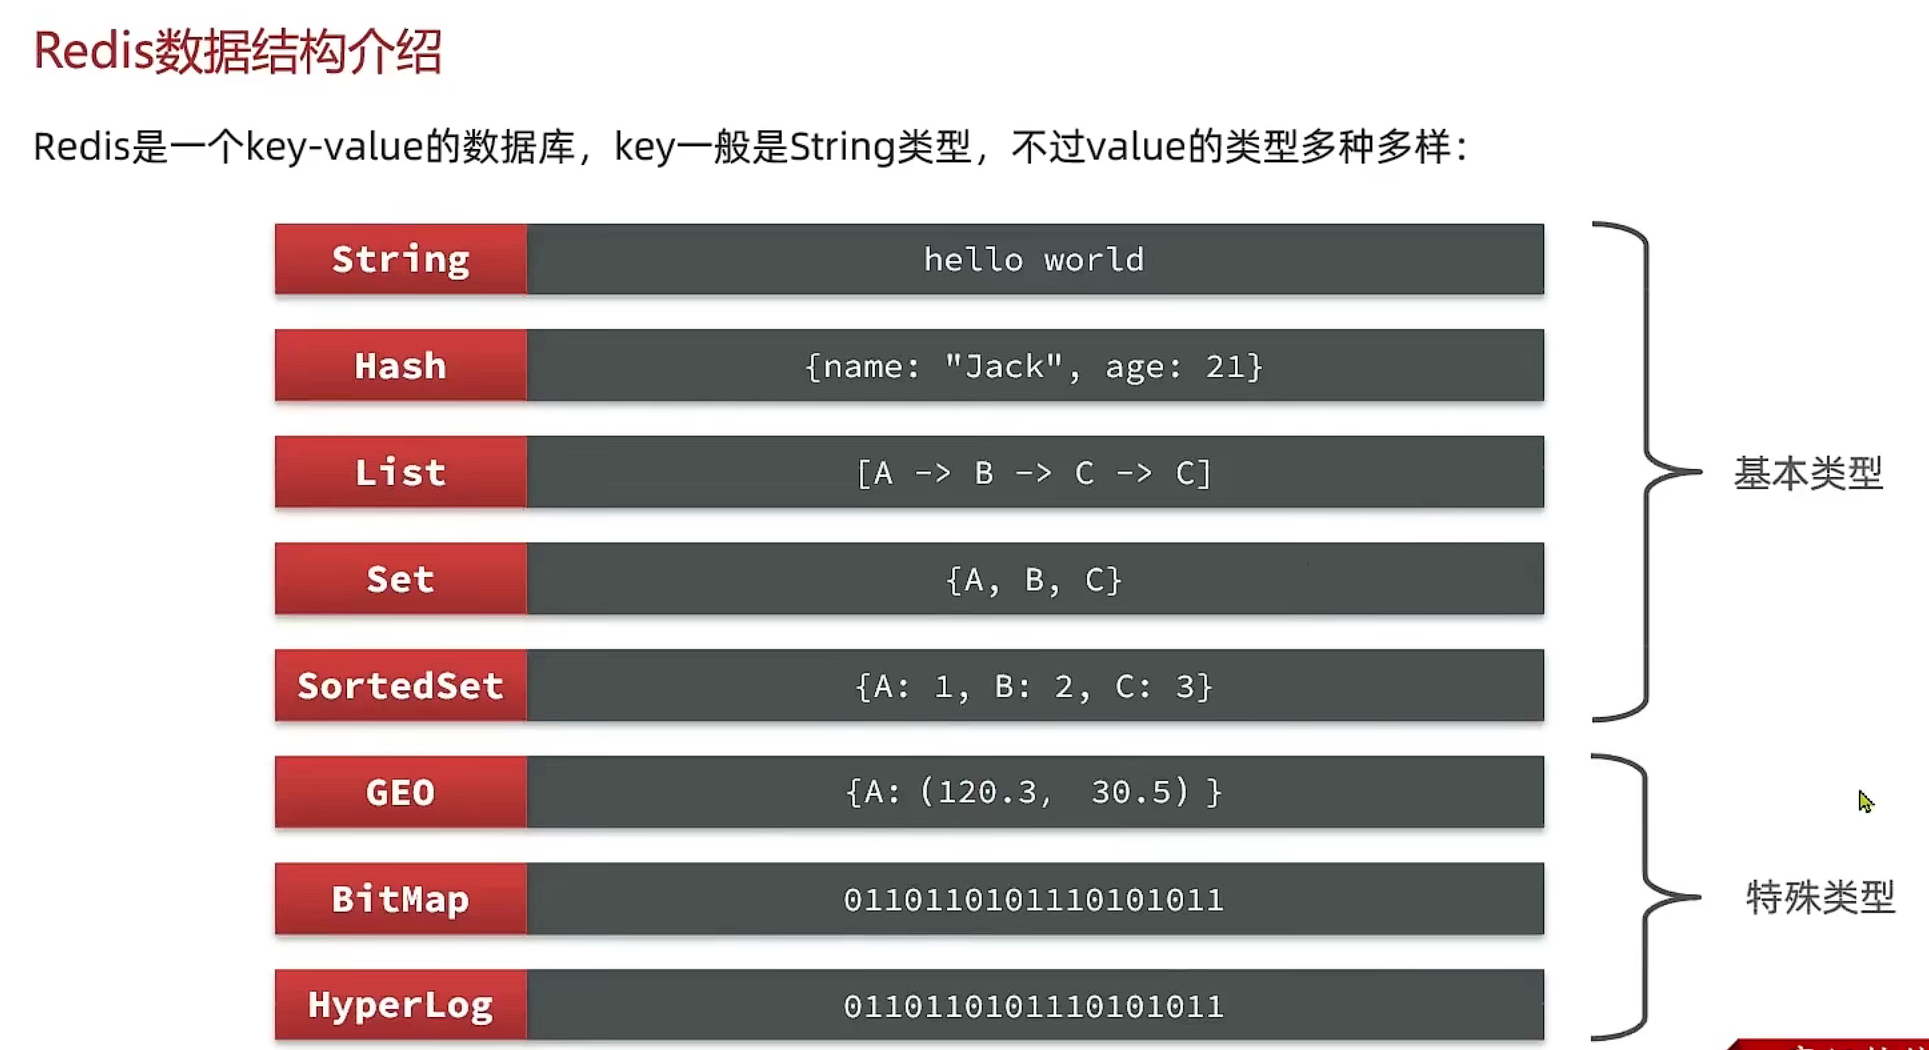 Redis数据结构介绍
Redis是一个key-value的数据库，key一般是String类型，不过value的类型多种多样：
String hello world
Hash {name: "Jack", age: 21}
List [A -> B -> C -> C]
Set {A, B, C}
SortedSet {A: 1, B: 2, C: 3}
基本类型
GEO {A:（120.3, 30.5）}
BitMap 0110110101110101011
HyperLog 0110110101110101011
特殊类型